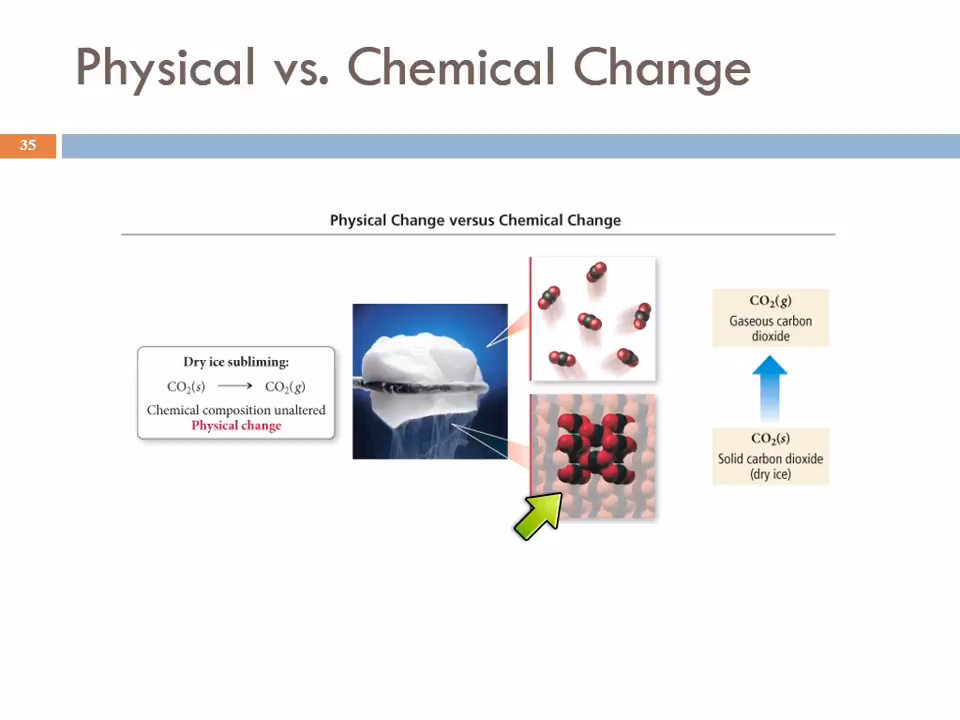 Physical vs. Chemical Change
35
Physical Change versus Chemical Change
Dry ice subliming:
CO₂(s) ⟶ CO₂(g)
Chemical composition unaltered
Physical change
CO₂(g)
Gaseous carbon
dioxide
CO₂(s)
Solid carbon dioxide
(dry ice)